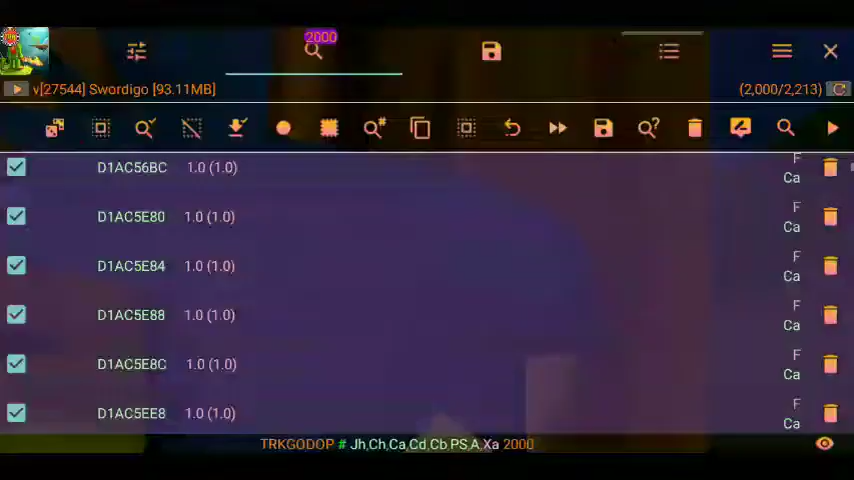 2000
v[27544] Swordigo [93.11MB] (2,000/2,213)
D1AC56BC 1.0 (1.0) F
Ca
D1AC5E80 1.0 (1.0) F
Ca
D1AC5E84 1.0 (1.0) F
Ca
D1AC5E88 1.0 (1.0) F
Ca
D1AC5E8C 1.0 (1.0) F
Ca
D1AC5EE8 1.0 (1.0) F
Ca
TRKGODOP # Jh,Ch,Ca,Cd,Cb,PS,A,Xa 2000